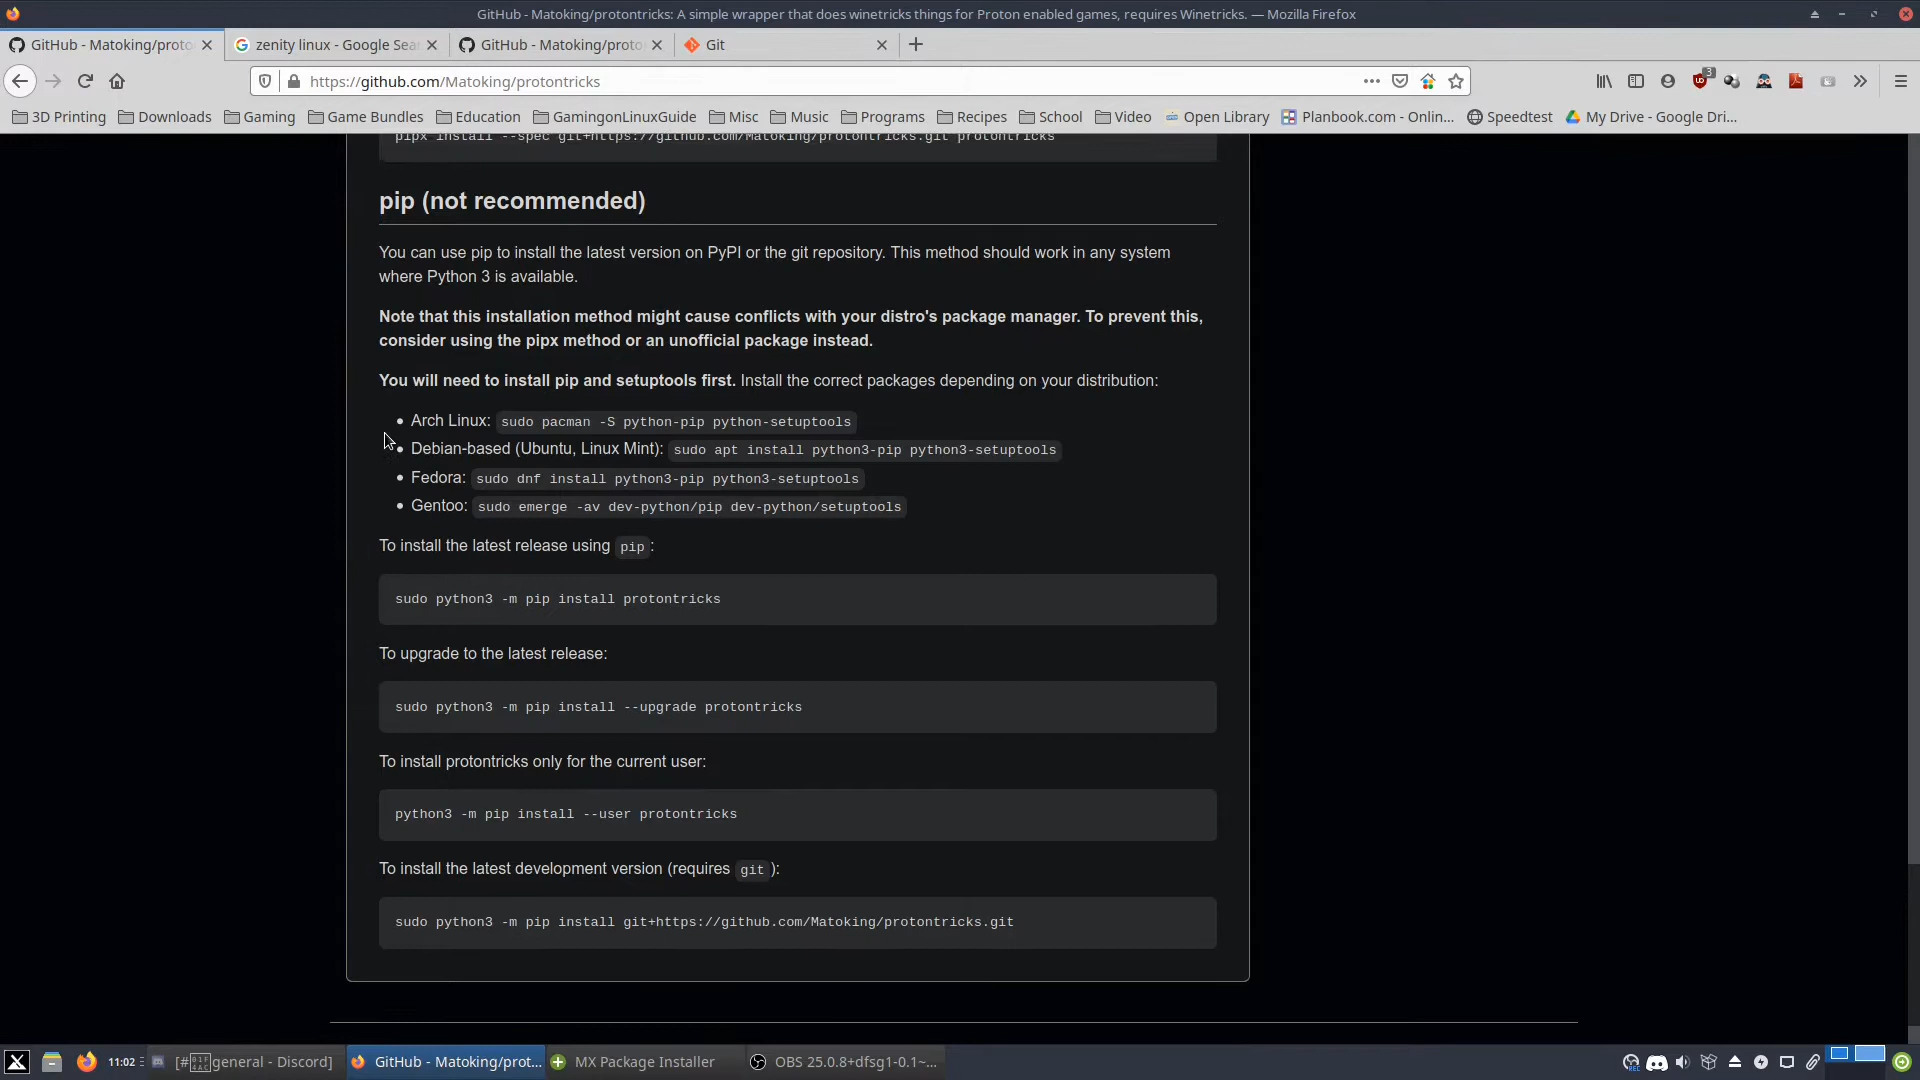 GitHub - Matoking/protontricks: A simple wrapper that does winetricks things for Proton enabled games, requires Winetricks. — Mozilla Firefox
GitHub - Matoking/proto
zenity linux - Google Sea
GitHub - Matoking/proto
Git
https://github.com/Matoking/protontricks
3
3D Printing
Downloads
Gaming
Game Bundles
Education
GamingonLinuxGuide
Misc
Music
Programs
Recipes
School
Video
Open Library
Planbook.com - Onlin...
Speedtest
My Drive - Google Dri...
pipx install --spec git+https://github.com/Matoking/protontricks.git protontricks
pip (not recommended)
You can use pip to install the latest version on PyPI or the git repository. This method should work in any system
where Python 3 is available.
Note that this installation method might cause conflicts with your distro's package manager. To prevent this,
consider using the pipx method or an unofficial package instead.
You will need to install pip and setuptools first. Install the correct packages depending on your distribution:
• Arch Linux: sudo pacman -S python-pip python-setuptools
• Debian-based (Ubuntu, Linux Mint): sudo apt install python3-pip python3-setuptools
• Fedora: sudo dnf install python3-pip python3-setuptools
• Gentoo: sudo emerge -av dev-python/pip dev-python/setuptools
To install the latest release using pip:
sudo python3 -m pip install protontricks
To upgrade to the latest release:
sudo python3 -m pip install --upgrade protontricks
To install protontricks only for the current user:
python3 -m pip install --user protontricks
To install the latest development version (requires git):
sudo python3 -m pip install git+https://github.com/Matoking/protontricks.git
11:02
[#general - Discord]
GitHub - Matoking/prot...
MX Package Installer
OBS 25.0.8+dfsg1-0.1~...